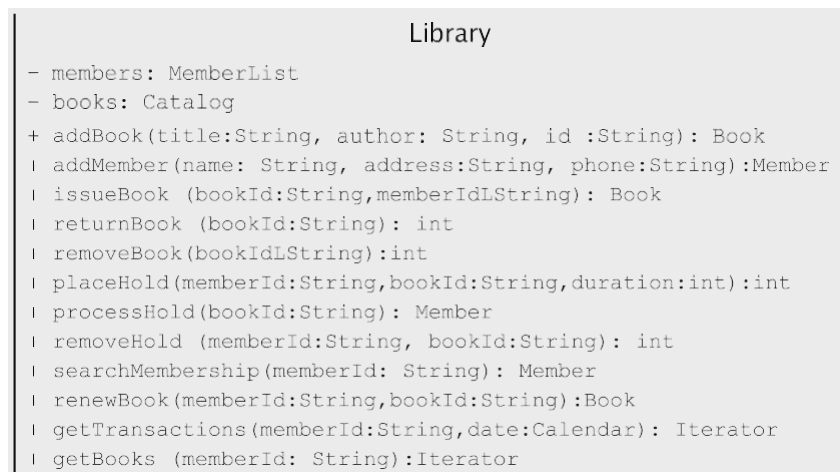 Library
- members: MemberList
- books: Catalog
+ addBook(title:String, author: String, id :String): Book
| addMember(name: String, address:String, phone:String):Member
| issueBook (bookId:String,memberIdLString): Book
| returnBook (bookId:String): int
| removeBook(bookIdLString):int
| placeHold(memberId:String,bookId:String,duration:int):int
| processHold(bookId:String): Member
| removeHold (memberId:String, bookId:String): int
| searchMembership(memberId: String): Member
| renewBook(memberId:String,bookId:String):Book
| getTransactions(memberId:String,date:Calendar): Iterator
| getBooks (memberId: String):Iterator